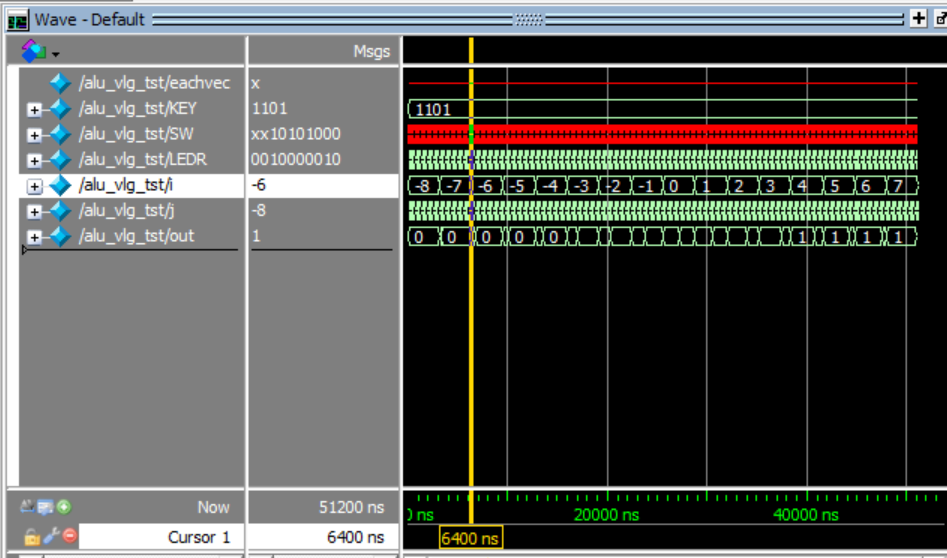 Wave - Default
Msgs
/alu_vlg_tst/eachvec x
/alu_vlg_tst/KEY 1101 1101
/alu_vlg_tst/SW xx10101000
/alu_vlg_tst/LEDR 0010000010
/alu_vlg_tst/i -6 -8 -7 -6 -5 -4 -3 -2 -1 0 1 2 3 4 5 6 7
/alu_vlg_tst/j -8
/alu_vlg_tst/out 1 0 0 0 0 0 1 1 1 1
Now 51200 ns ns 20000 ns 40000 ns
Cursor 1 6400 ns 6400 ns